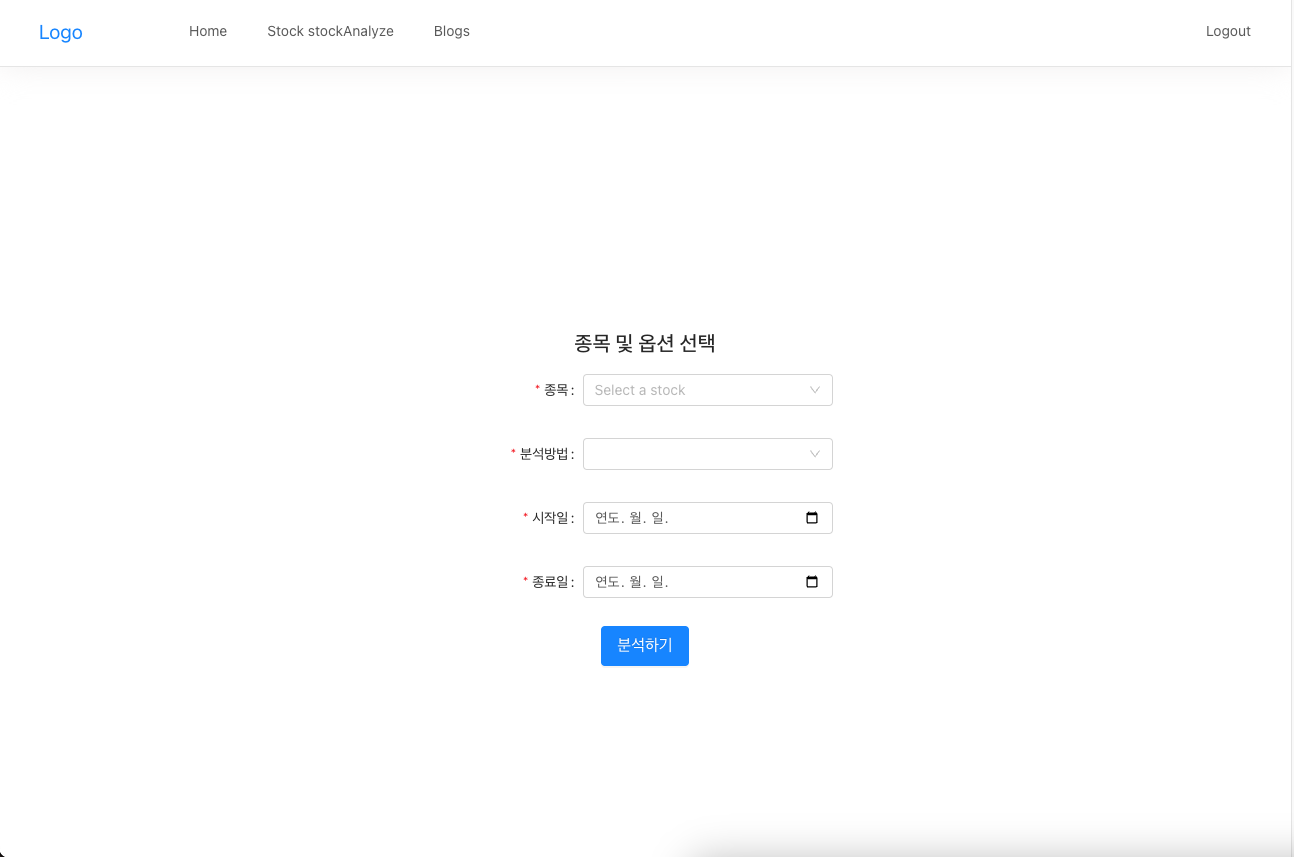 Logo Home Stock stockAnalyze Blogs Logout
종목 및 옵션 선택
* 종목 : Select a stock
* 분석방법 :
* 시작일 : 연도. 월. 일.
* 종료일 : 연도. 월. 일.
분석하기